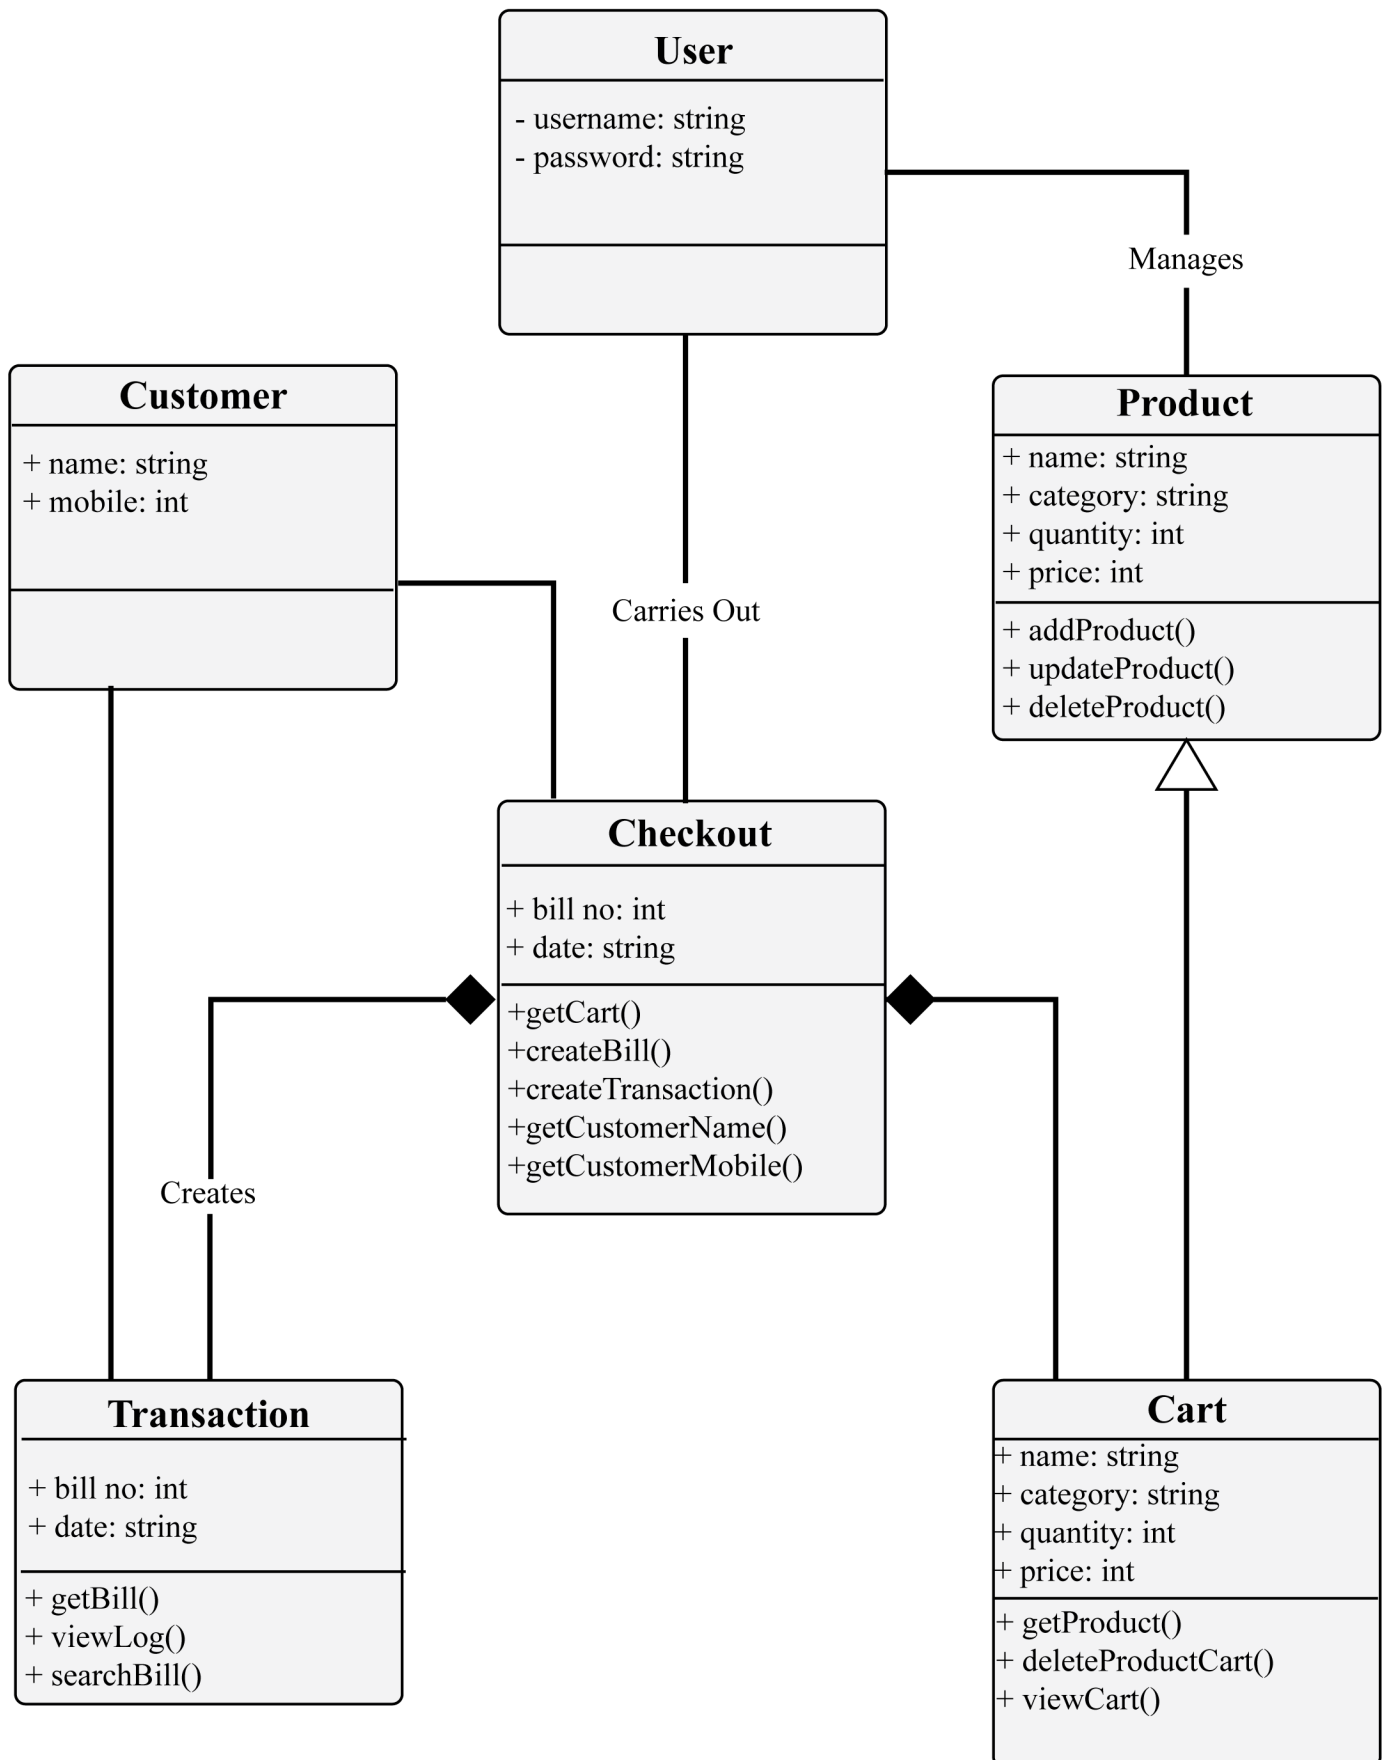 User
- username: string
- password: string
Manages
Customer
+ name: string
+ mobile: int
Product
+ name: string
+ category: string
+ quantity: int
+ price: int
+ addProduct()
+ updateProduct()
+ deleteProduct()
Carries Out
Checkout
+ bill no: int
+ date: string
+getCart()
+createBill()
+createTransaction()
+getCustomerName()
+getCustomerMobile()
Creates
Transaction
+ bill no: int
+ date: string
+ getBill()
+ viewLog()
+ searchBill()
Cart
+ name: string
+ category: string
+ quantity: int
+ price: int
+ getProduct()
+ deleteProductCart()
+ viewCart()